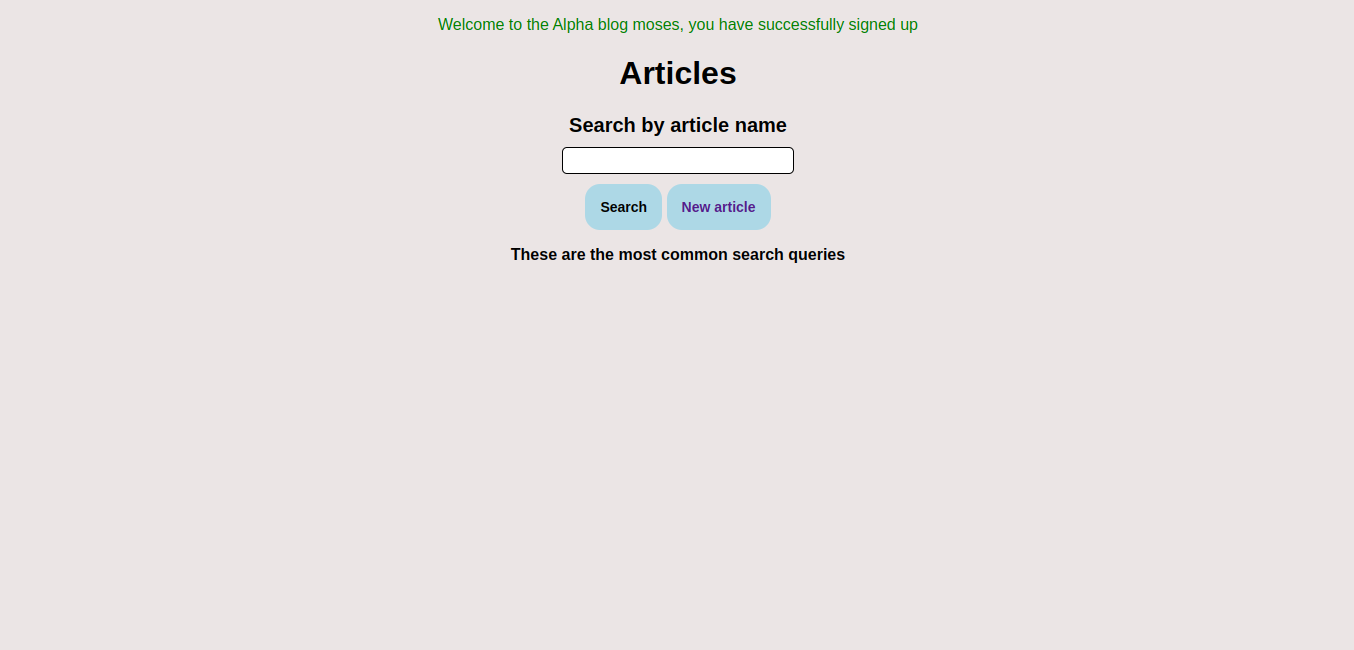 Welcome to the Alpha blog moses, you have successfully signed up
Articles
Search by article name
Search New article
These are the most common search queries